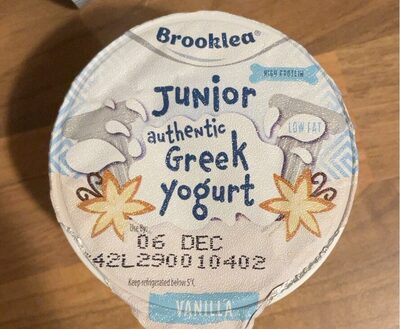 Brooklea®
HIGH PROTEIN
JUNIOR
LOW FAT
authentic
Greek
yogurt
Use By:
06 DEC
42L290010402
Keep refrigerated below 5°C
VANILLA